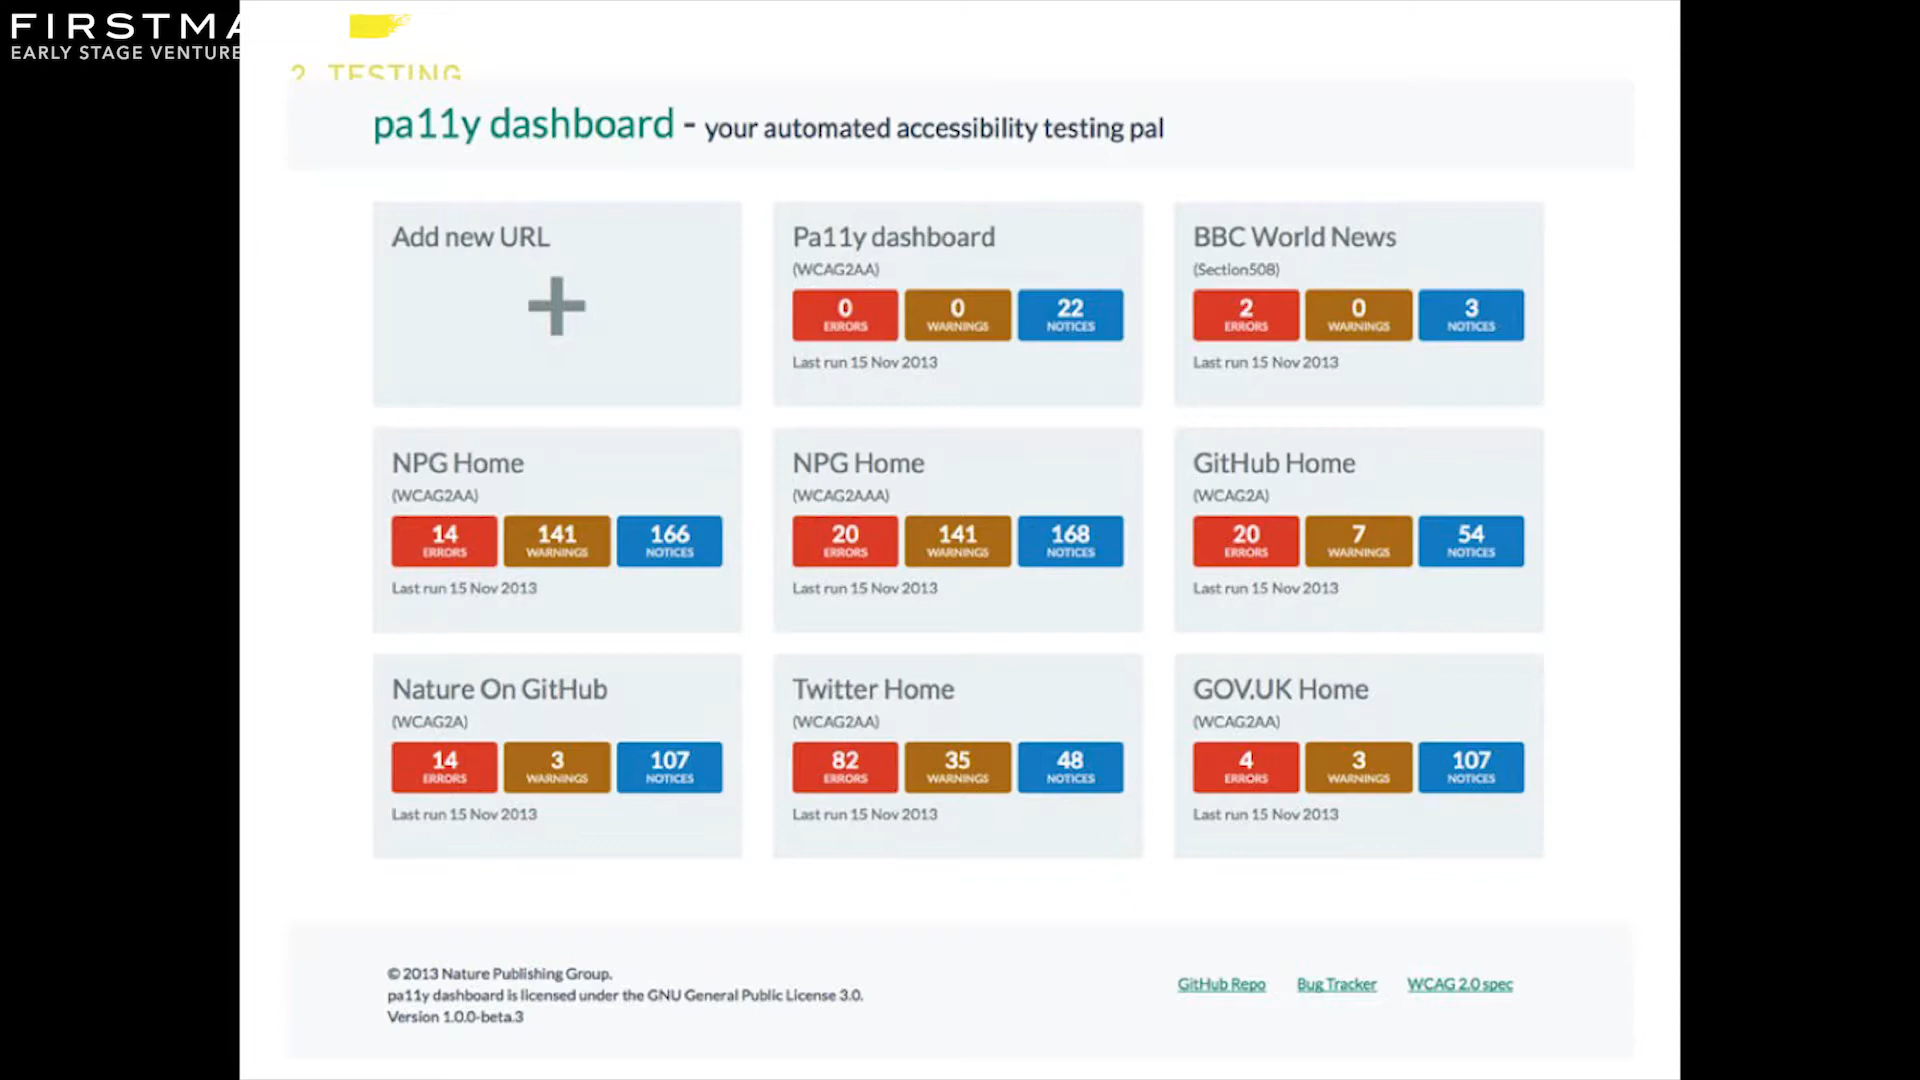 FIRSTMA
EARLY STAGE VENTURE
2. TESTING
pa11y dashboard - your automated accessibility testing pal
Add new URL
Pa11y dashboard
(WCAG2AA)
0 ERRORS
0 WARNINGS
22 NOTICES
Last run 15 Nov 2013
BBC World News
(Section508)
2 ERRORS
0 WARNINGS
3 NOTICES
Last run 15 Nov 2013
NPG Home
(WCAG2AA)
14 ERRORS
141 WARNINGS
166 NOTICES
Last run 15 Nov 2013
NPG Home
(WCAG2AAA)
20 ERRORS
141 WARNINGS
168 NOTICES
Last run 15 Nov 2013
GitHub Home
(WCAG2A)
20 ERRORS
7 WARNINGS
54 NOTICES
Last run 15 Nov 2013
Nature On GitHub
(WCAG2A)
14 ERRORS
3 WARNINGS
107 NOTICES
Last run 15 Nov 2013
Twitter Home
(WCAG2AA)
82 ERRORS
35 WARNINGS
48 NOTICES
Last run 15 Nov 2013
GOV.UK Home
(WCAG2AA)
4 ERRORS
3 WARNINGS
107 NOTICES
Last run 15 Nov 2013
© 2013 Nature Publishing Group.
pa11y dashboard is licensed under the GNU General Public License 3.0.
Version 1.0.0-beta.3
GitHub Repo
Bug Tracker
WCAG 2.0 spec